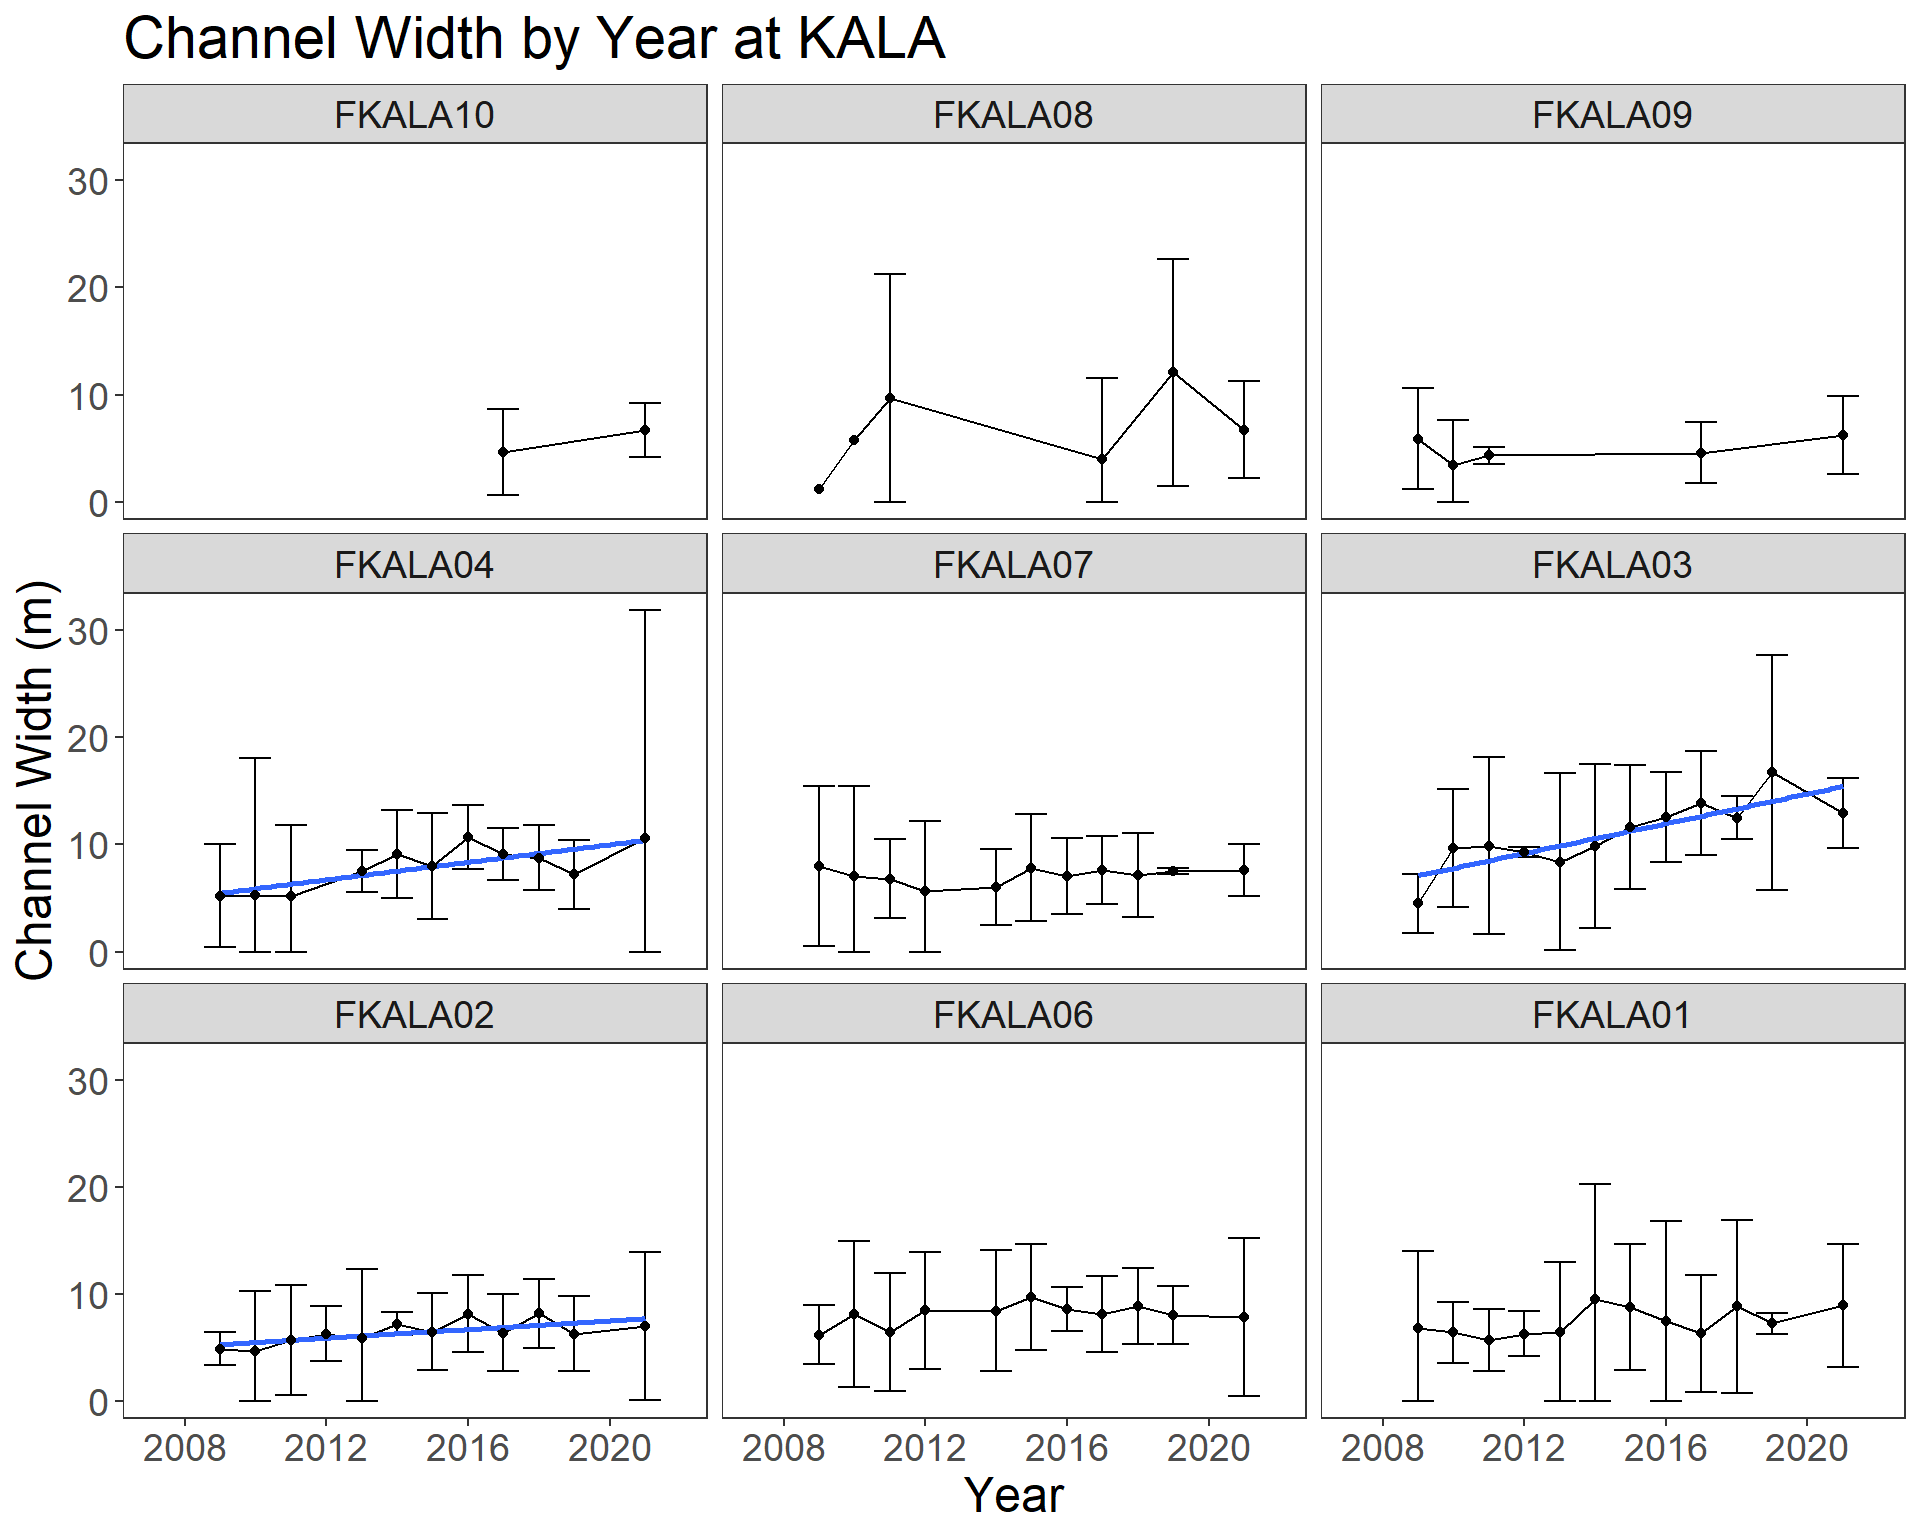 Channel Width by Year at KALA
FKALA10 FKALA08 FKALA09
30
20
10
0
FKALA04 FKALA07 FKALA03
30
20
10
0
Channel Width (m)
FKALA02 FKALA06 FKALA01
30
20
10
0
2008 2012 2016 2020 2008 2012 2016 2020 2008 2012 2016 2020
Year